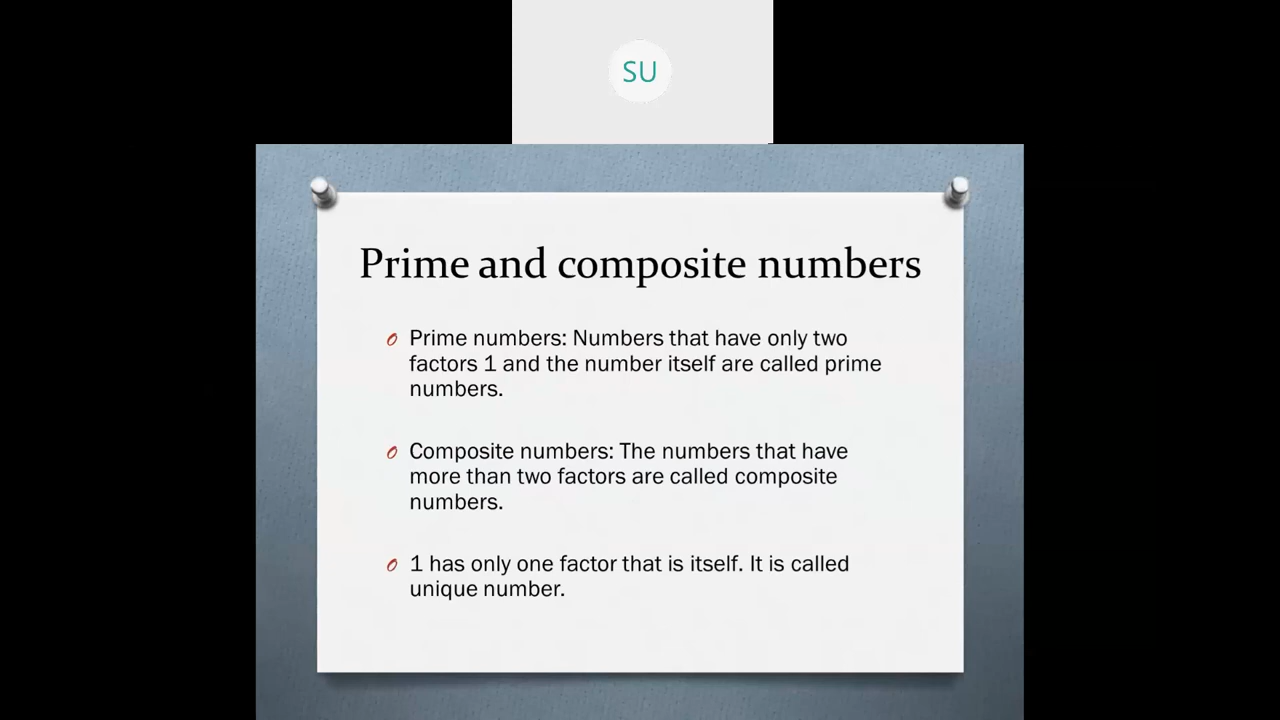 SU
Prime and composite numbers
Prime numbers: Numbers that have only two
factors 1 and the number itself are called prime
numbers.
Composite numbers: The numbers that have
more than two factors are called composite
numbers.
1 has only one factor that is itself. It is called
unique number.